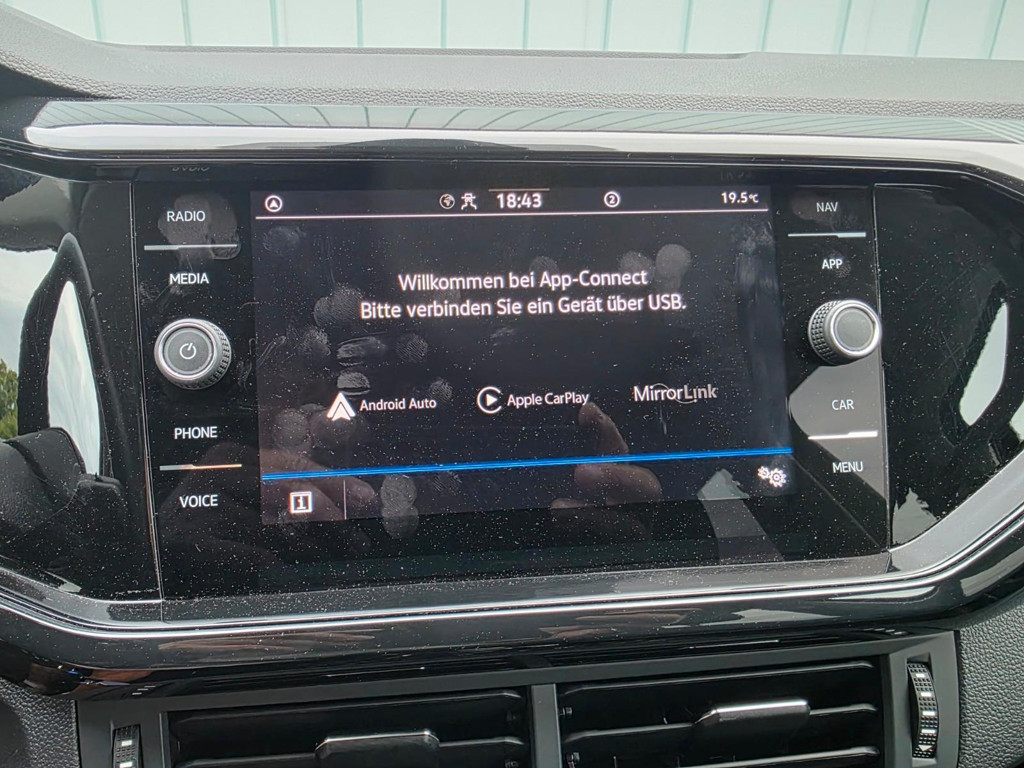 RADIO
MEDIA
PHONE
VOICE
18:43
2
19.5°C
Willkommen bei App-Connect
Bitte verbinden Sie ein Gerät über USB.
Android Auto
Apple CarPlay
MirrorLink
i
NAV
APP
CAR
MENU